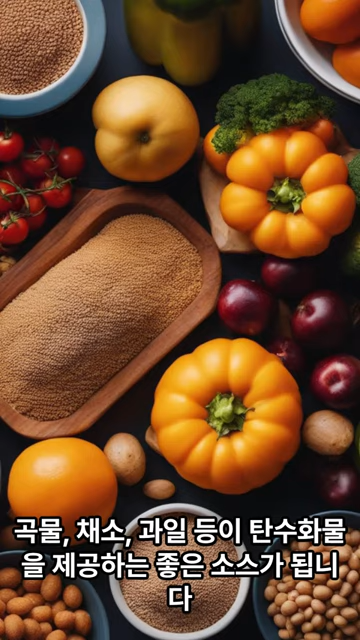 곡물, 채소, 과일 등이 탄수화물
을 제공하는 좋은 소스가 됩니
다